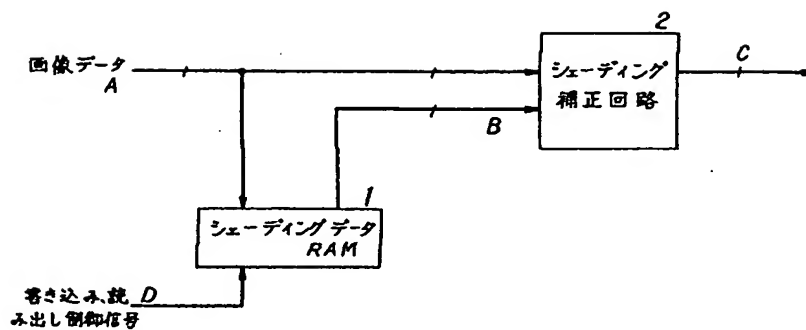 2
画像データ
A
シェーディング
補正回路
C
B
1
シェーディングデータ
RAM
書き込み、読
み出し制御信号
D